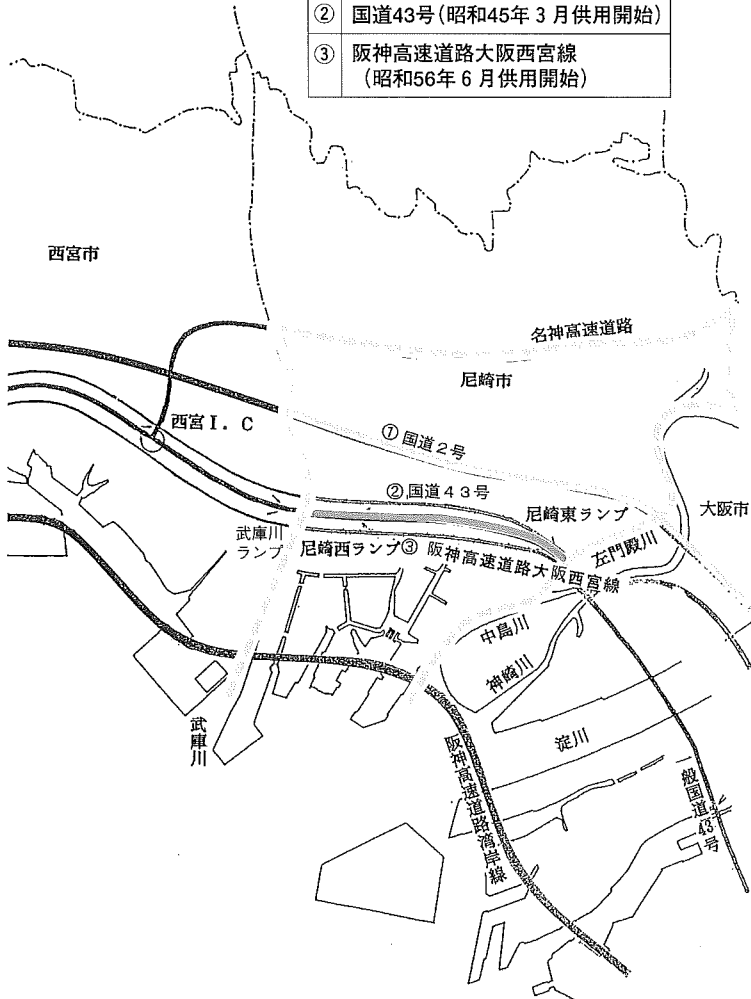 ② 国道43号(昭和45年3月供用開始)
③ 阪神高速道路大阪西宮線
(昭和56年6月供用開始)
西宮市
名神高速道路
尼崎市
西宮I.C
① 国道2号
② 国道43号
尼崎東ランプ
大阪市
武庫川
ランプ
尼崎西ランプ
③ 阪神高速道路大阪西宮線
左門殿川
中島川
神崎川
淀川
武庫川
阪神高速道路湾岸線
一般国道43号